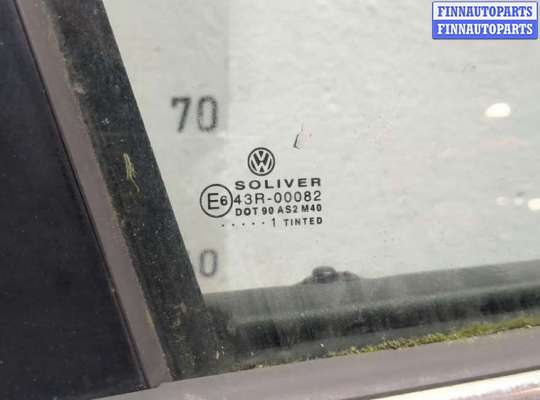 FINNAUTOPARTS
FINNAUTOPARTS
70
SOLIVER
E6 43R-00082
DOT 90 AS2 M40
.....1 TINTED
0